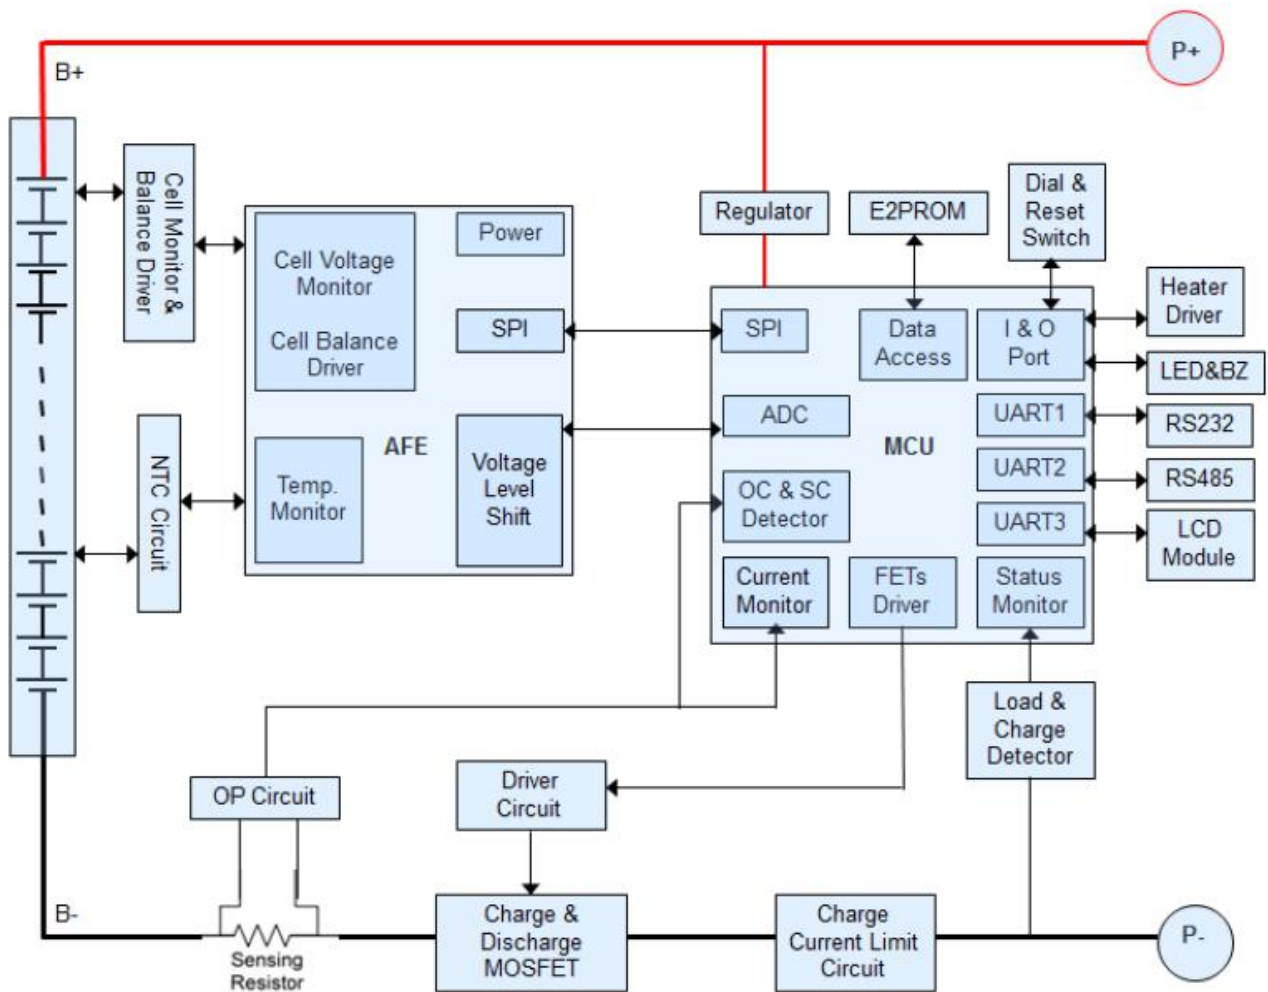 P+
B+
Cell Monitor &
Balance Driver
Regulator
E2PROM
Dial &
Reset
Switch
Cell Voltage
Monitor
Cell Balance
Driver
Power
SPI
SPI
Data
Access
I & O
Port
Heater
Driver
LED&BZ
AFE
Voltage
Level
Shift
ADC
MCU
UART1
RS232
NTC Circuit
Temp.
Monitor
OC & SC
Detector
UART2
RS485
UART3
LCD
Module
Current
Monitor
FETs
Driver
Status
Monitor
Load &
Charge
Detector
OP Circuit
Driver
Circuit
B-
Sensing
Resistor
Charge &
Discharge
MOSFET
Charge
Current Limit
Circuit
P-